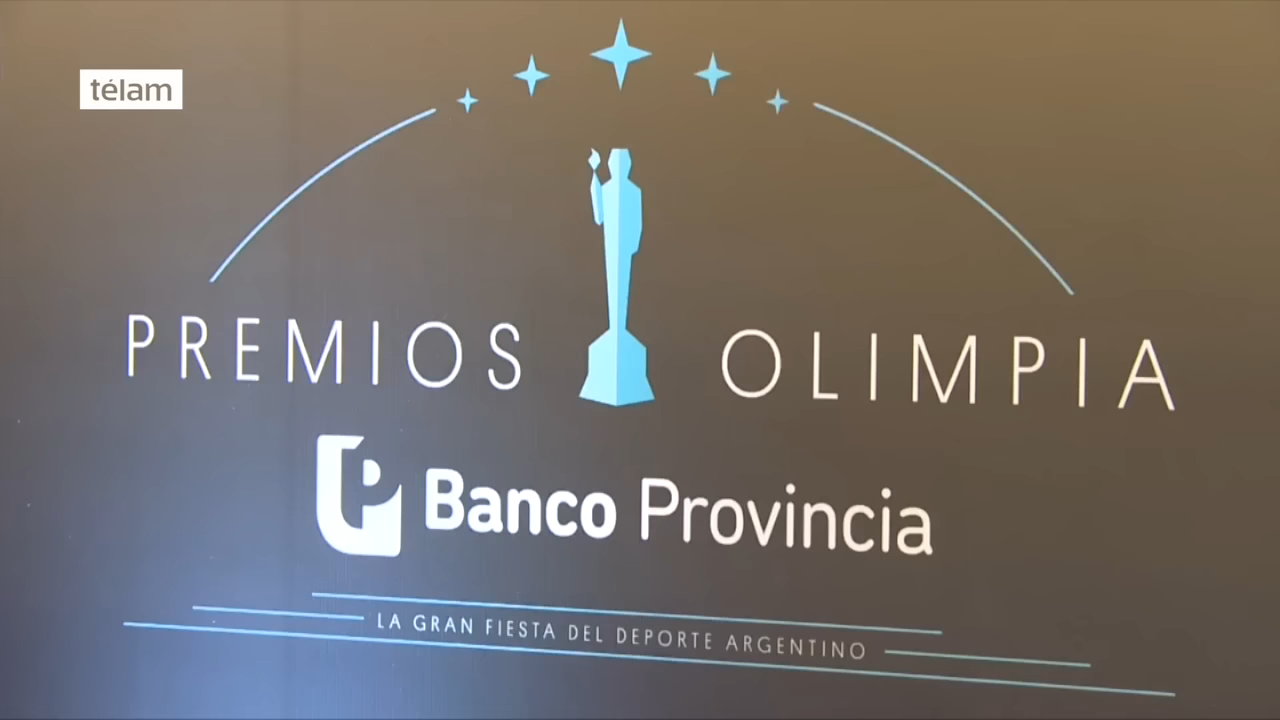 télam
PREMIOS OLIMPIA
Banco Provincia
LA GRAN FIESTA DEL DEPORTE ARGENTINO